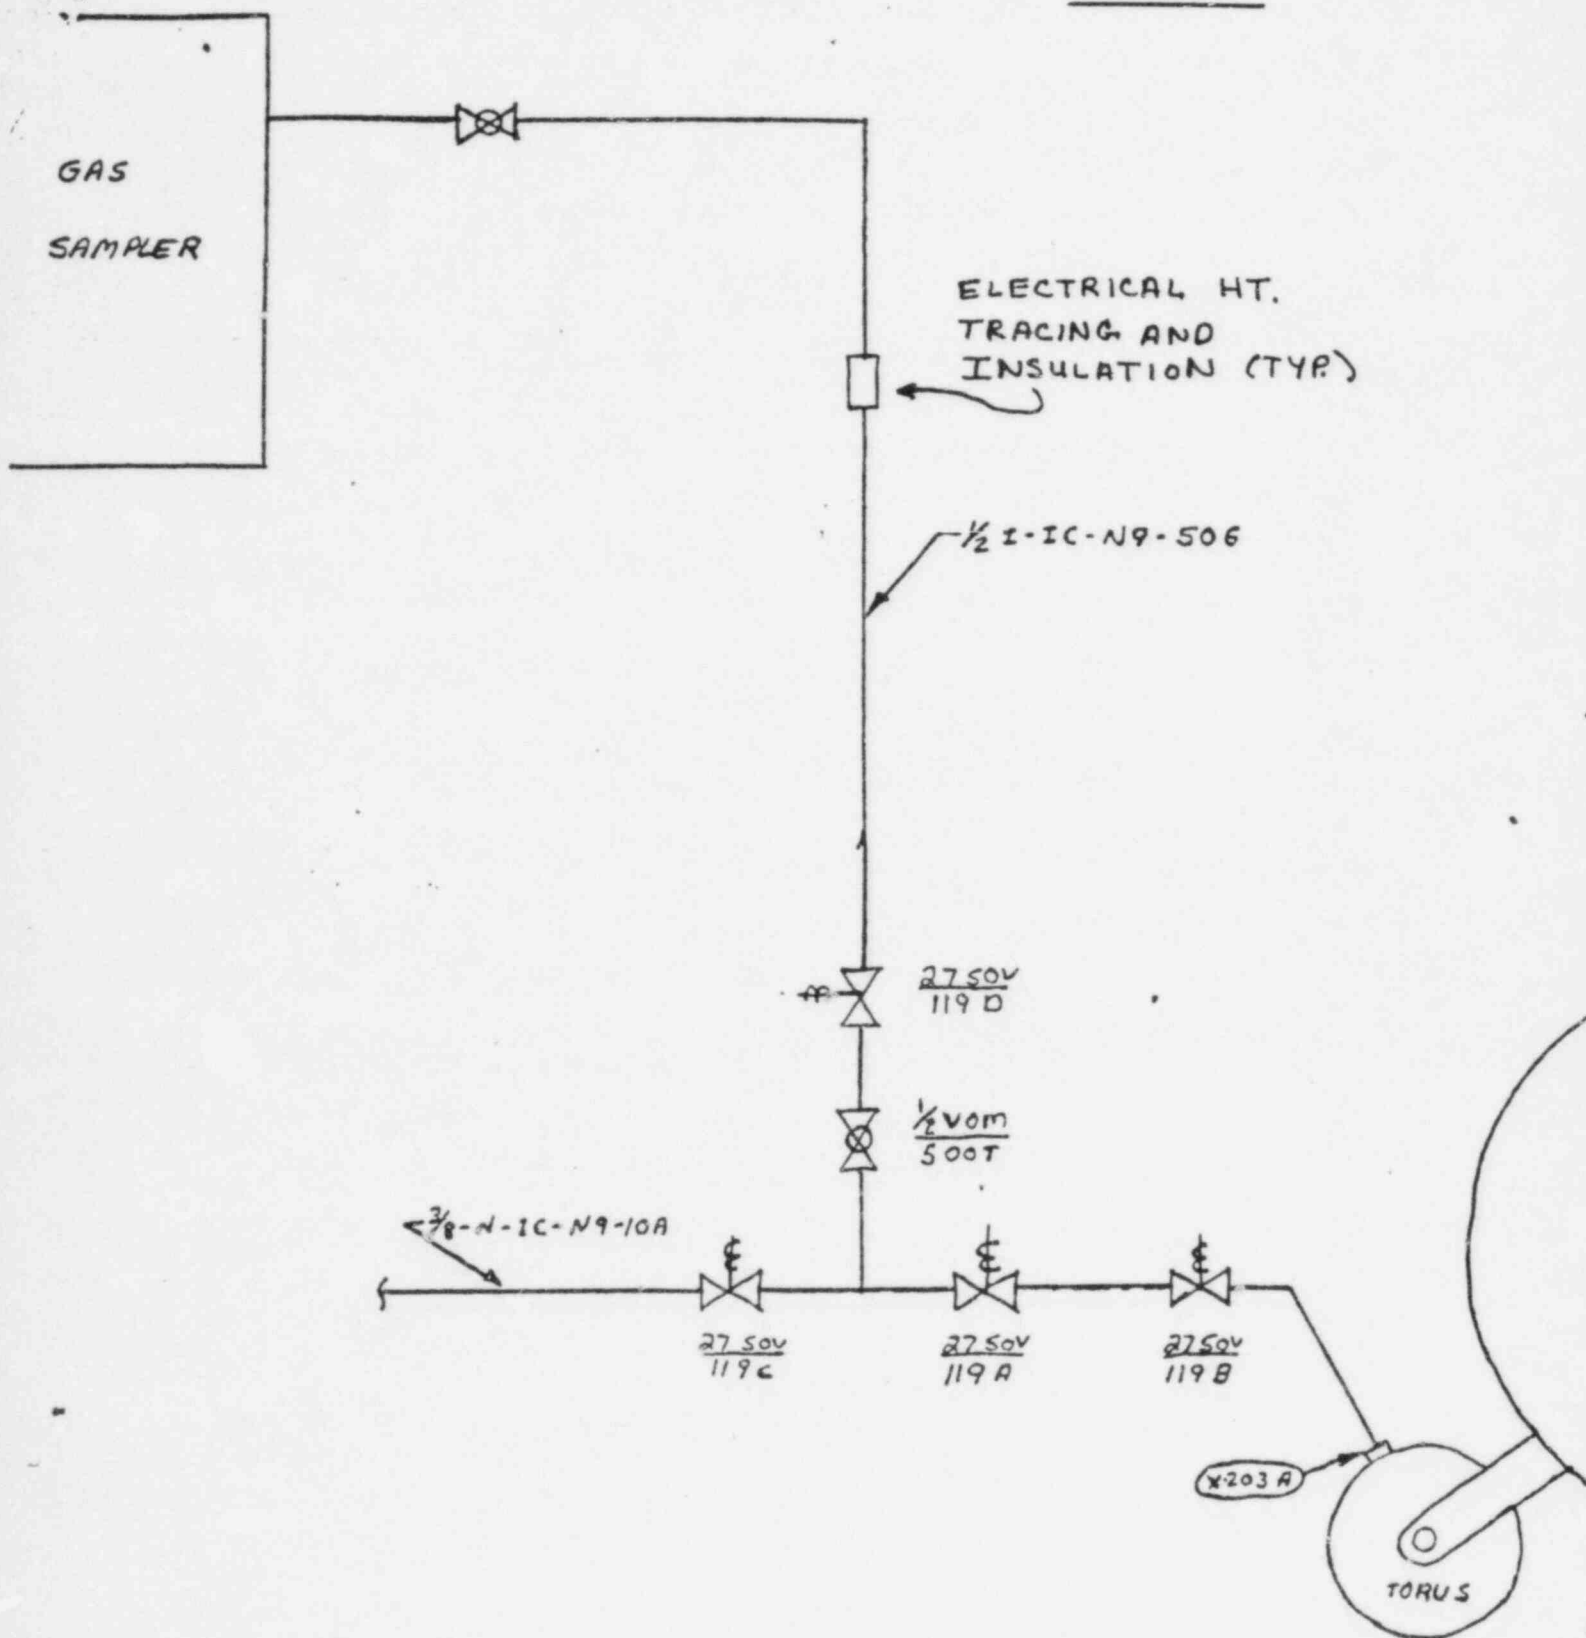 GAS
SAMPLER
ELECTRICAL HT.
TRACING AND
INSULATION (TYP.)
1/2 I-IC-N9-506
27 SOV
119 D
1/2 VOM
500T
3/8-N-IC-N9-10A
27 SOV
119 C
27 SOV
119 A
27 SOV
119 B
X-203 A
TORUS